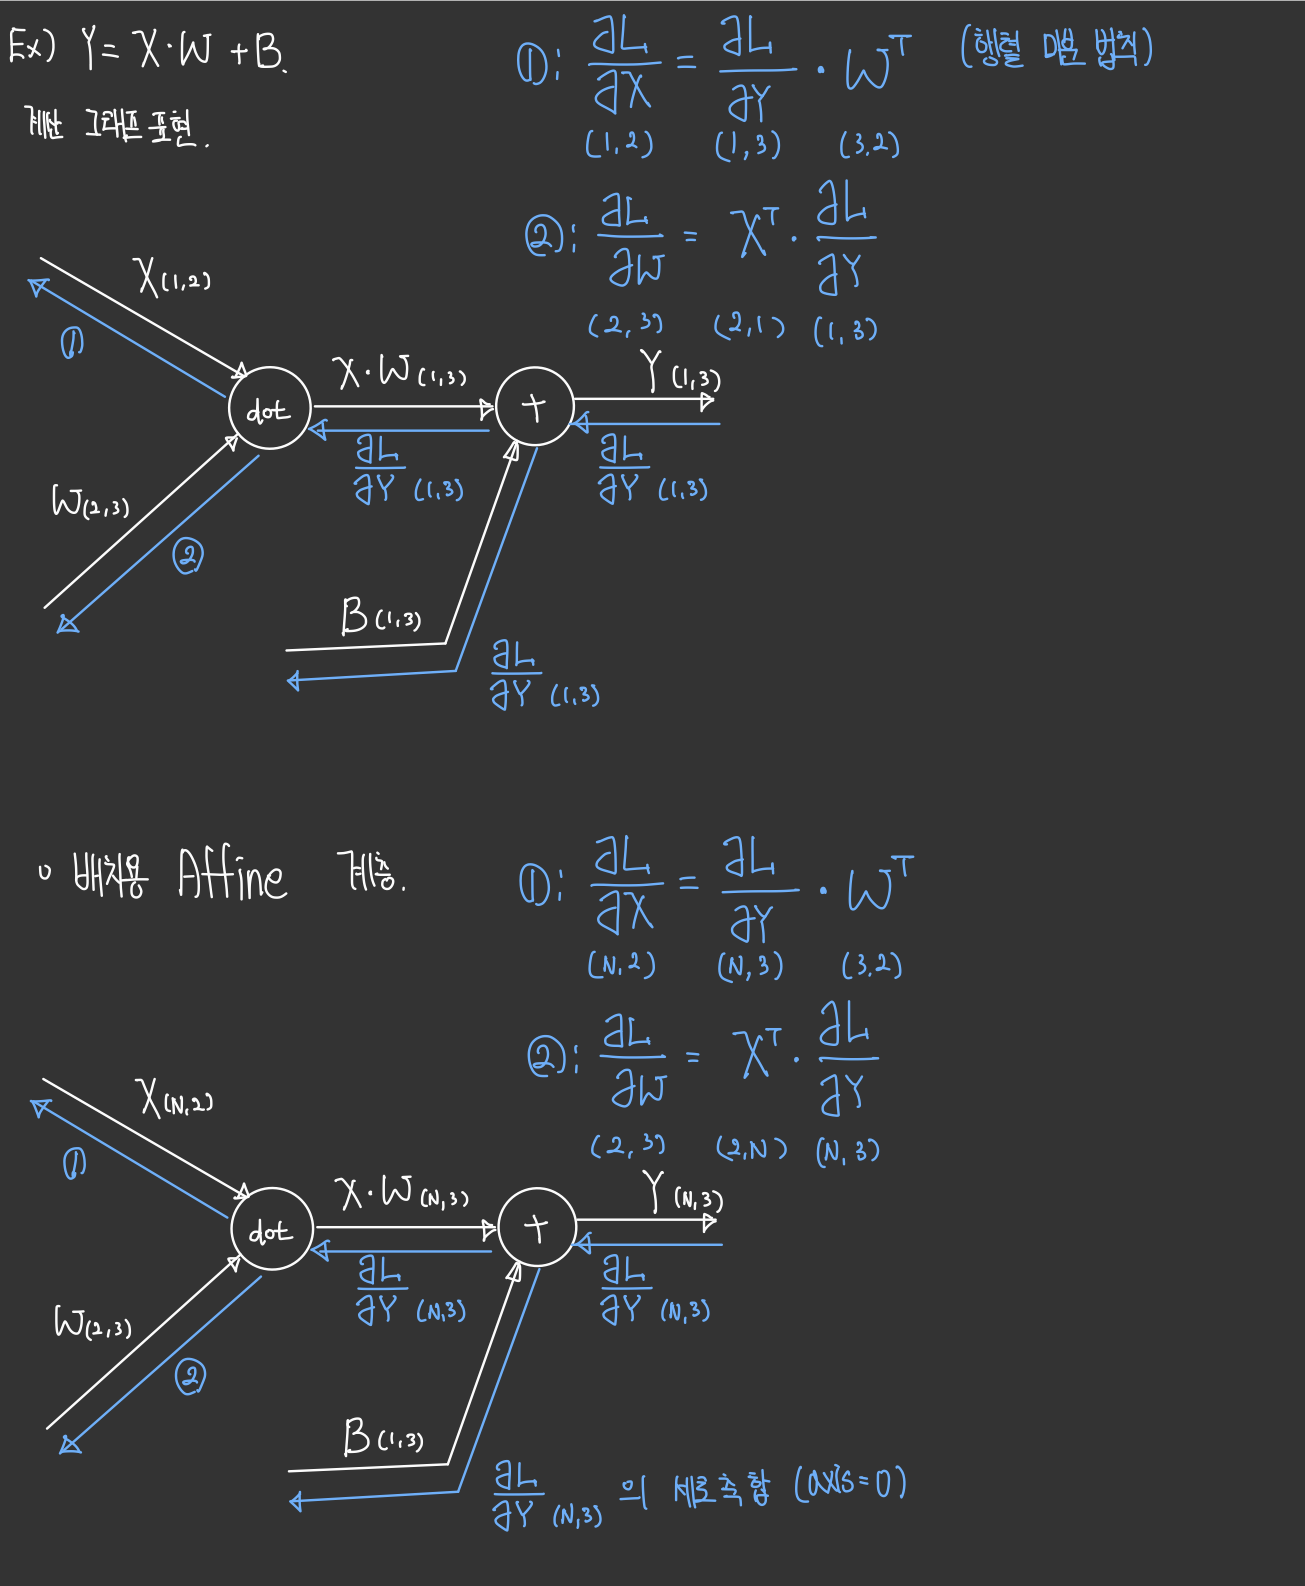 Ex) Y = X · W + B.
계산 그래프 표현.
①: ∂L/∂X = ∂L/∂Y · Wᵀ (행렬 미분 법칙)
(1,2) (1,3) (3,2)
②: ∂L/∂W = Xᵀ · ∂L/∂Y
(2,3) (2,1) (1,3)
X (1,2)
①
dot
X·W (1,3)
+
Y (1,3)
∂L/∂Y (1,3)
∂L/∂Y (1,3)
W (2,3)
②
B (1,3)
∂L/∂Y (1,3)
○ 배치용 Affine 계층.
①: ∂L/∂X = ∂L/∂Y · Wᵀ
(N,2) (N,3) (3,2)
②: ∂L/∂W = Xᵀ · ∂L/∂Y
(2,3) (2,N) (N,3)
X (N,2)
①
dot
X·W (N,3)
+
Y (N,3)
∂L/∂Y (N,3)
∂L/∂Y (N,3)
W (2,3)
②
B (1,3)
∂L/∂Y (N,3) 의 세로축합 (axis=0)